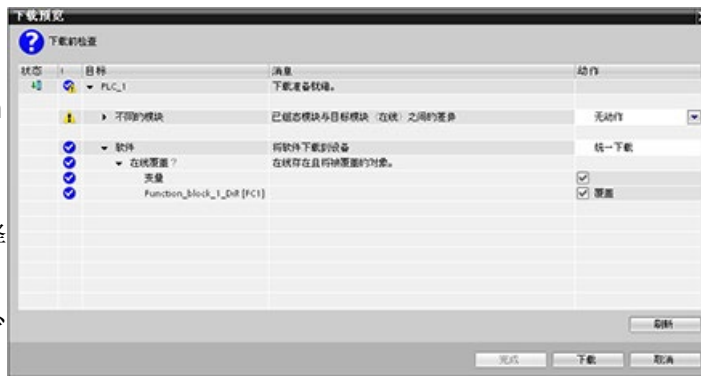 下载预览
下载前检查
状态 ! 目标 消息 动作
PLC_1 下载准备就绪。
不同的模块 已组态模块与目标模块（在线）之间的差异 无动作
软件 将软件下载到设备 统一下载
在线覆盖？ 在线存在且将被覆盖的对象。
变量
Function_block_1_Diff [FC1] 覆盖
刷新
完成 下载 取消